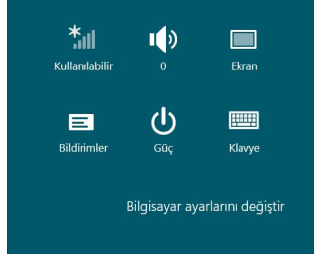 Kullanılabilir
0
Ekran
Bildirimler
Güç
Klavye
Bilgisayar ayarlarını değiştir